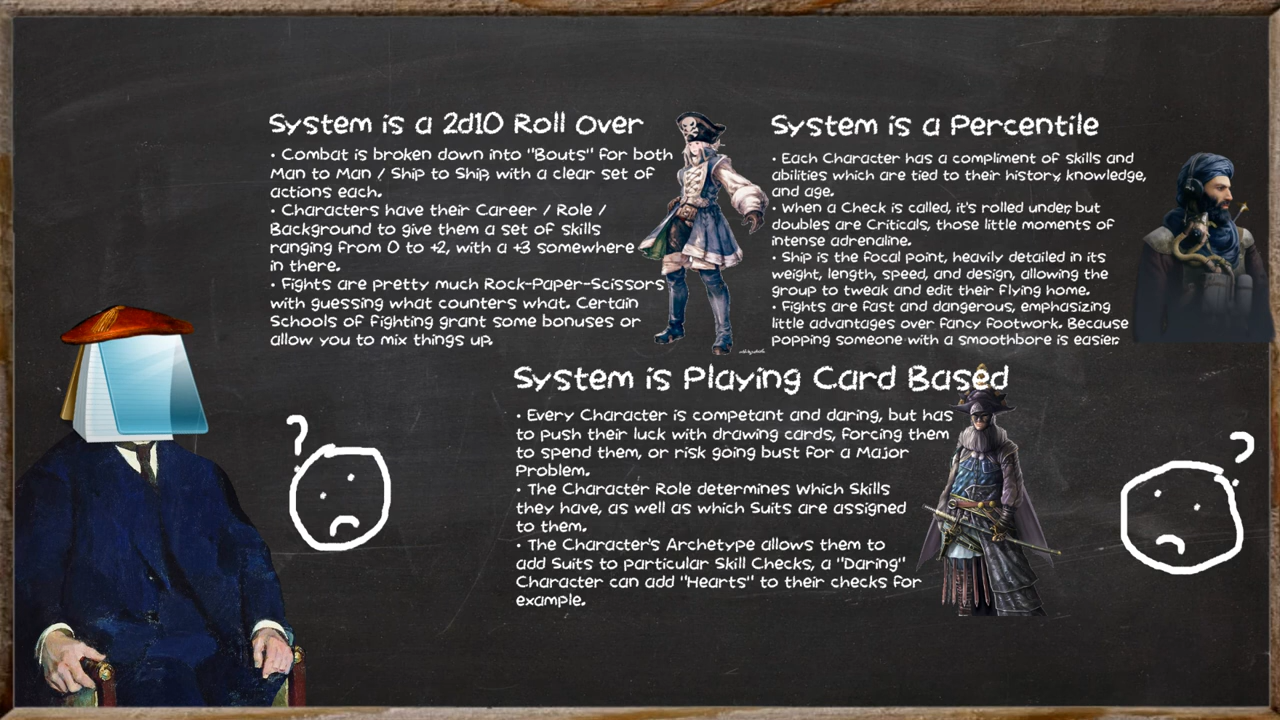 System is a 2d10 Roll Over
• Combat is broken down into "Bouts" for both
Man to Man / Ship to Ship, with a clear set of
actions each.
• Characters have their Career / Role /
Background to give them a set of skills
ranging from 0 to +2, with a +3 somewhere
in there.
• Fights are pretty much Rock-Paper-Scissors
with guessing what counters what. Certain
Schools of fighting grant some bonuses or
allow you to mix things up.
System is a Percentile
• Each Character has a compliment of skills and
abilities which are tied to their history, knowledge,
and age.
• When a Check is called, it's rolled under, but
doubles are Criticals, those little moments of
intense adrenaline.
• Ship is the focal point, heavily detailed in its
weight, length, speed, and design, allowing the
group to tweak and edit their flying home.
• Fights are fast and dangerous, emphasizing
little advantages over fancy footwork. Because
popping someone with a smoothbore is easier.
System is Playing Card Based
• Every Character is competant and daring, but has
to push their luck with drawing cards, forcing them
to spend them, or risk going bust for a Major
Problem.
• The Character Role determines which Skills
they have, as well as which Suits are assigned
to them.
• The Character's Archetype allows them to
add Suits to particular Skill Checks, a "Daring"
Character can add "Hearts" to their checks for
example.
?
?